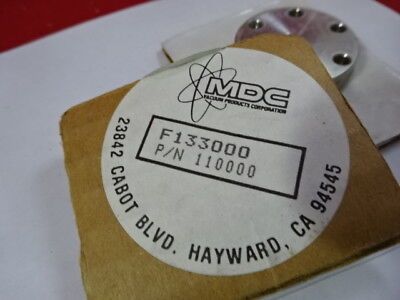 MDC
VACUUM PRODUCTS CORPORATION
F133000
P/N 110000
23842 CABOT BLVD. HAYWARD, CA 94545